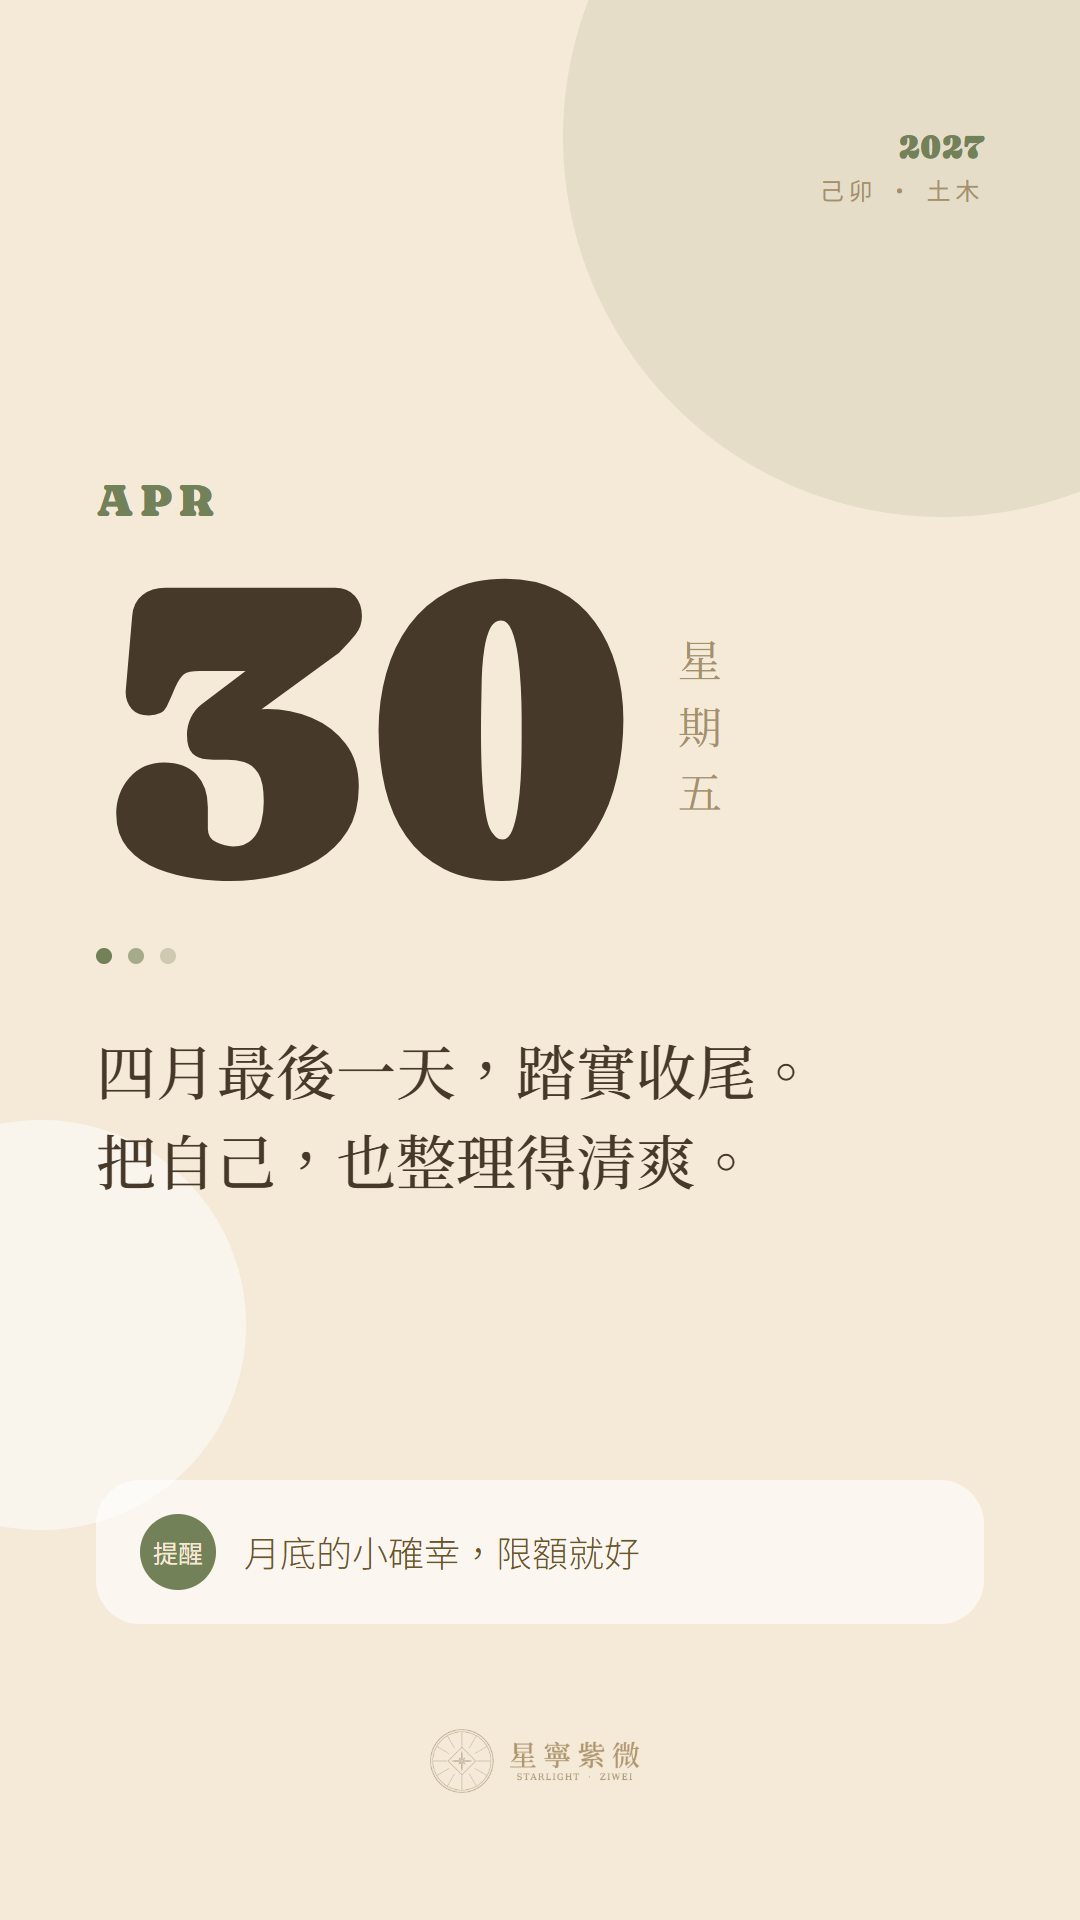 2027
己卯 · 土木
APR
30
星期五
四月最後一天，踏實收尾。
把自己，也整理得清爽。
提醒
月底的小確幸，限額就好
星寧紫微
STARLIGHT · ZIWEI